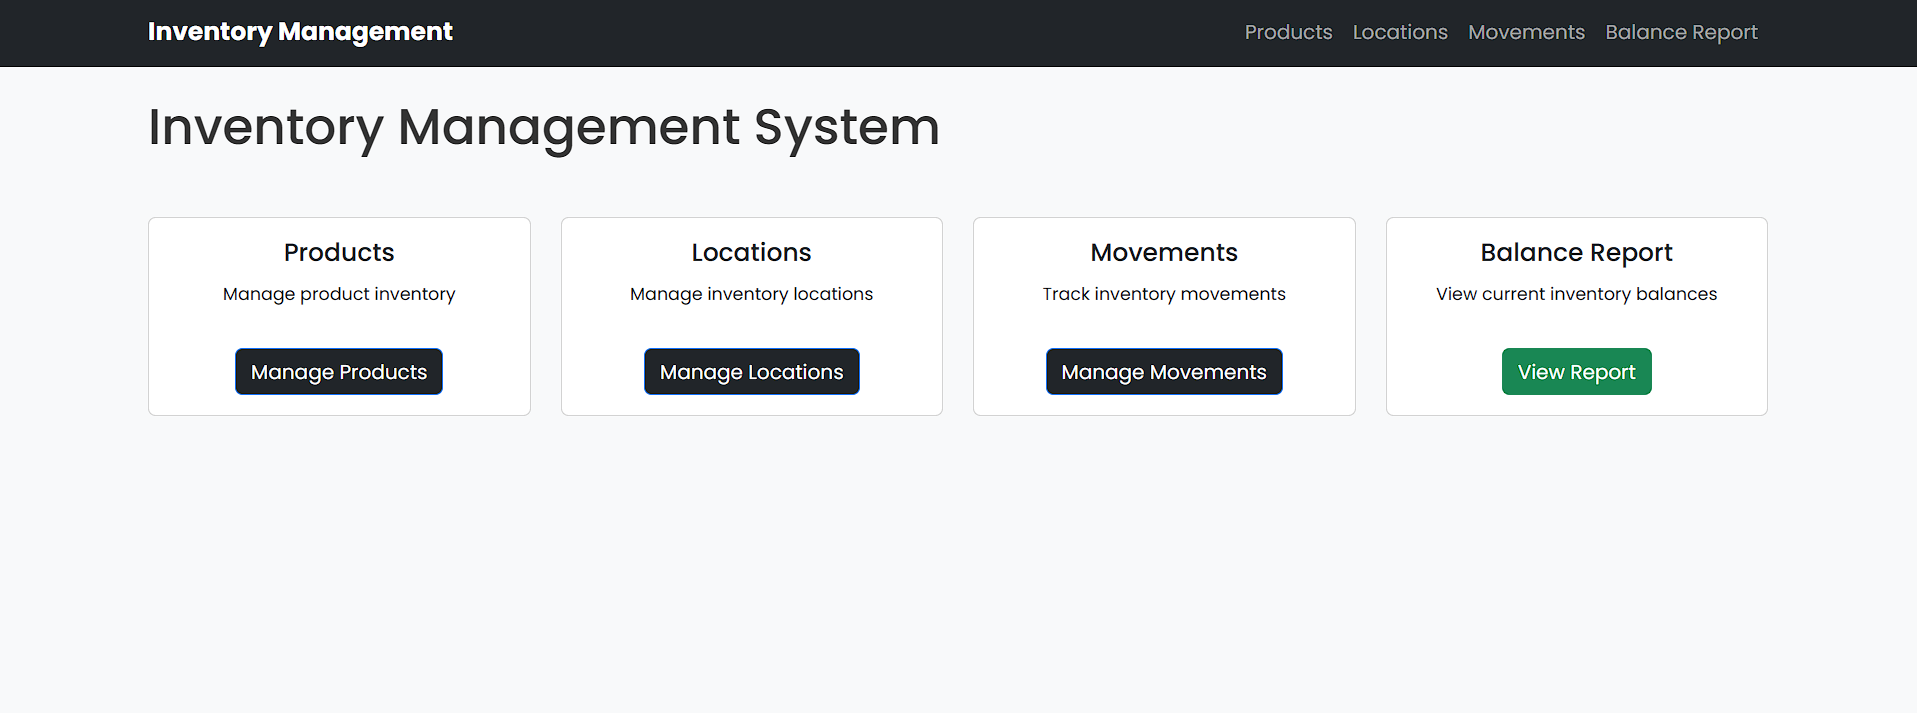 Inventory Management
Products Locations Movements Balance Report
Inventory Management System
Products
Manage product inventory
Manage Products
Locations
Manage inventory locations
Manage Locations
Movements
Track inventory movements
Manage Movements
Balance Report
View current inventory balances
View Report